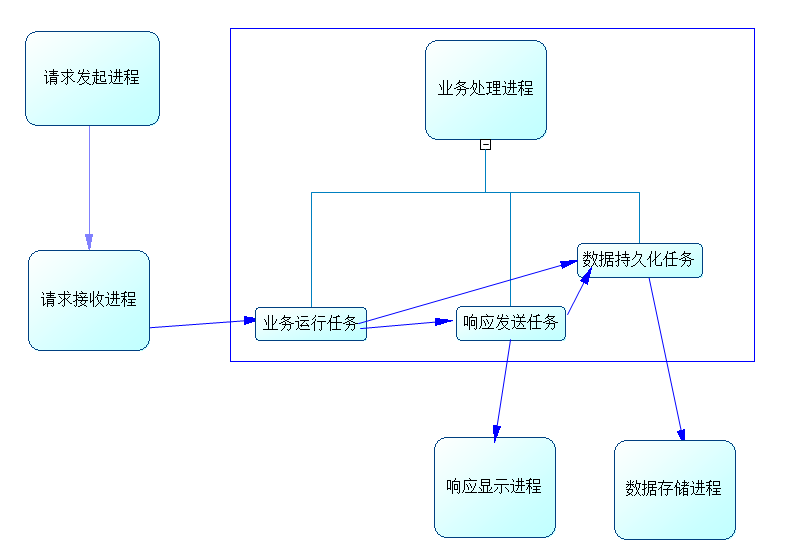 请求发起进程
业务处理进程
请求接收进程
数据持久化任务
业务运行任务
响应发送任务
响应显示进程
数据存储进程